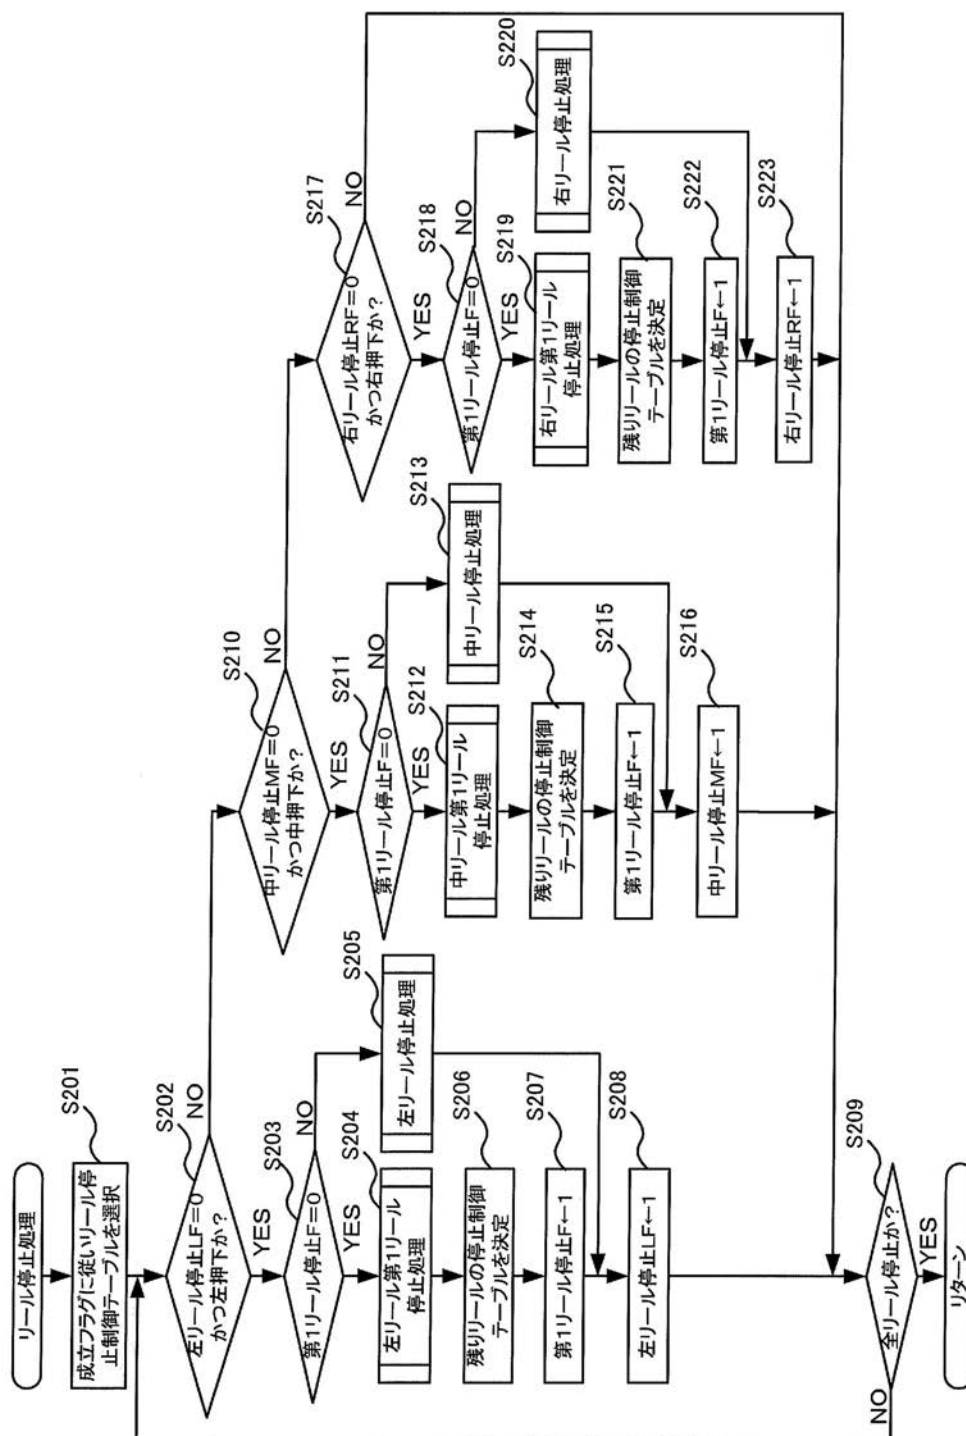 リール停止処理
S201
成立フラグに従いリール停
止制御テーブルを選択
S202
左リール停止LF=0
かつ左押下か?
NO
YES
S203
第1リール停止F=0
NO
YES
S204
左リール第1リール
停止処理
S205
左リール停止処理
S206
残りリールの停止制御
テーブルを決定
S207
第1リール停止F←1
S208
左リール停止LF←1
S209
全リール停止か?
NO
YES
リターン
S210
中リール停止MF=0
かつ中押下か?
NO
YES
S211
第1リール停止F=0
NO
YES
S212
中リール第1リール
停止処理
S213
中リール停止処理
S214
残りリールの停止制御
テーブルを決定
S215
第1リール停止F←1
S216
中リール停止MF←1
S217
右リール停止RF=0
かつ右押下か?
NO
YES
S218
第1リール停止F=0
NO
YES
S219
右リール第1リール
停止処理
S220
右リール停止処理
S221
残りリールの停止制御
テーブルを決定
S222
第1リール停止F←1
S223
右リール停止RF←1